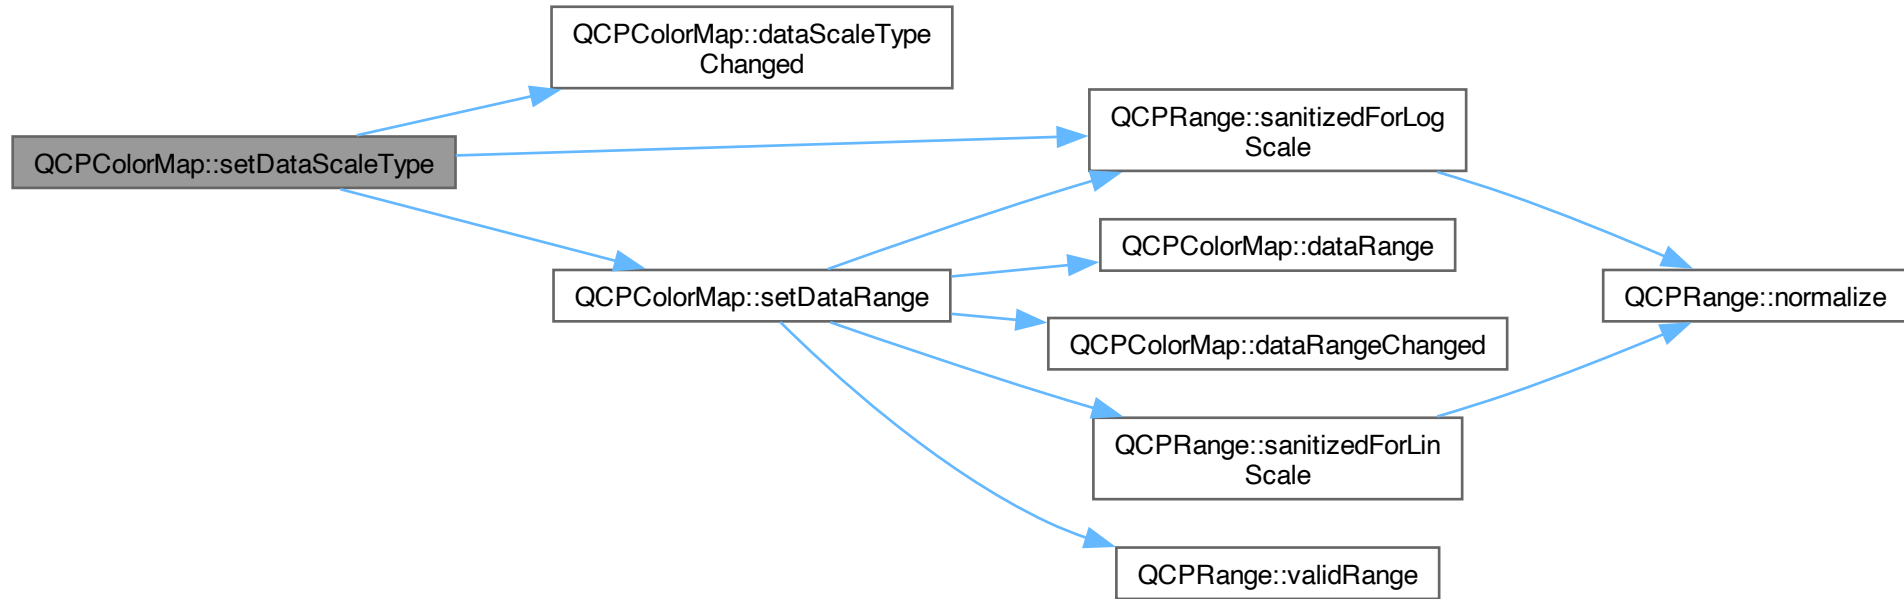 QCPColorMap::dataScaleType
Changed
QCPColorMap::setDataScaleType
QCPRange::sanitizedForLog
Scale
QCPColorMap::dataRange
QCPColorMap::setDataRange
QCPRange::normalize
QCPColorMap::dataRangeChanged
QCPRange::sanitizedForLin
Scale
QCPRange::validRange